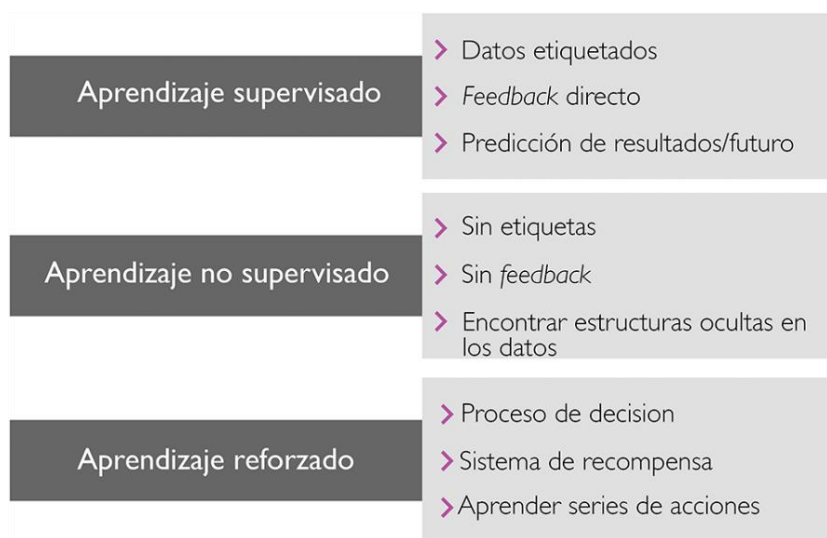 Aprendizaje supervisado
Datos etiquetados
Feedback directo
Predicción de resultados/futuro
Aprendizaje no supervisado
Sin etiquetas
Sin feedback
Encontrar estructuras ocultas en
los datos
Aprendizaje reforzado
Proceso de decision
Sistema de recompensa
Aprender series de acciones